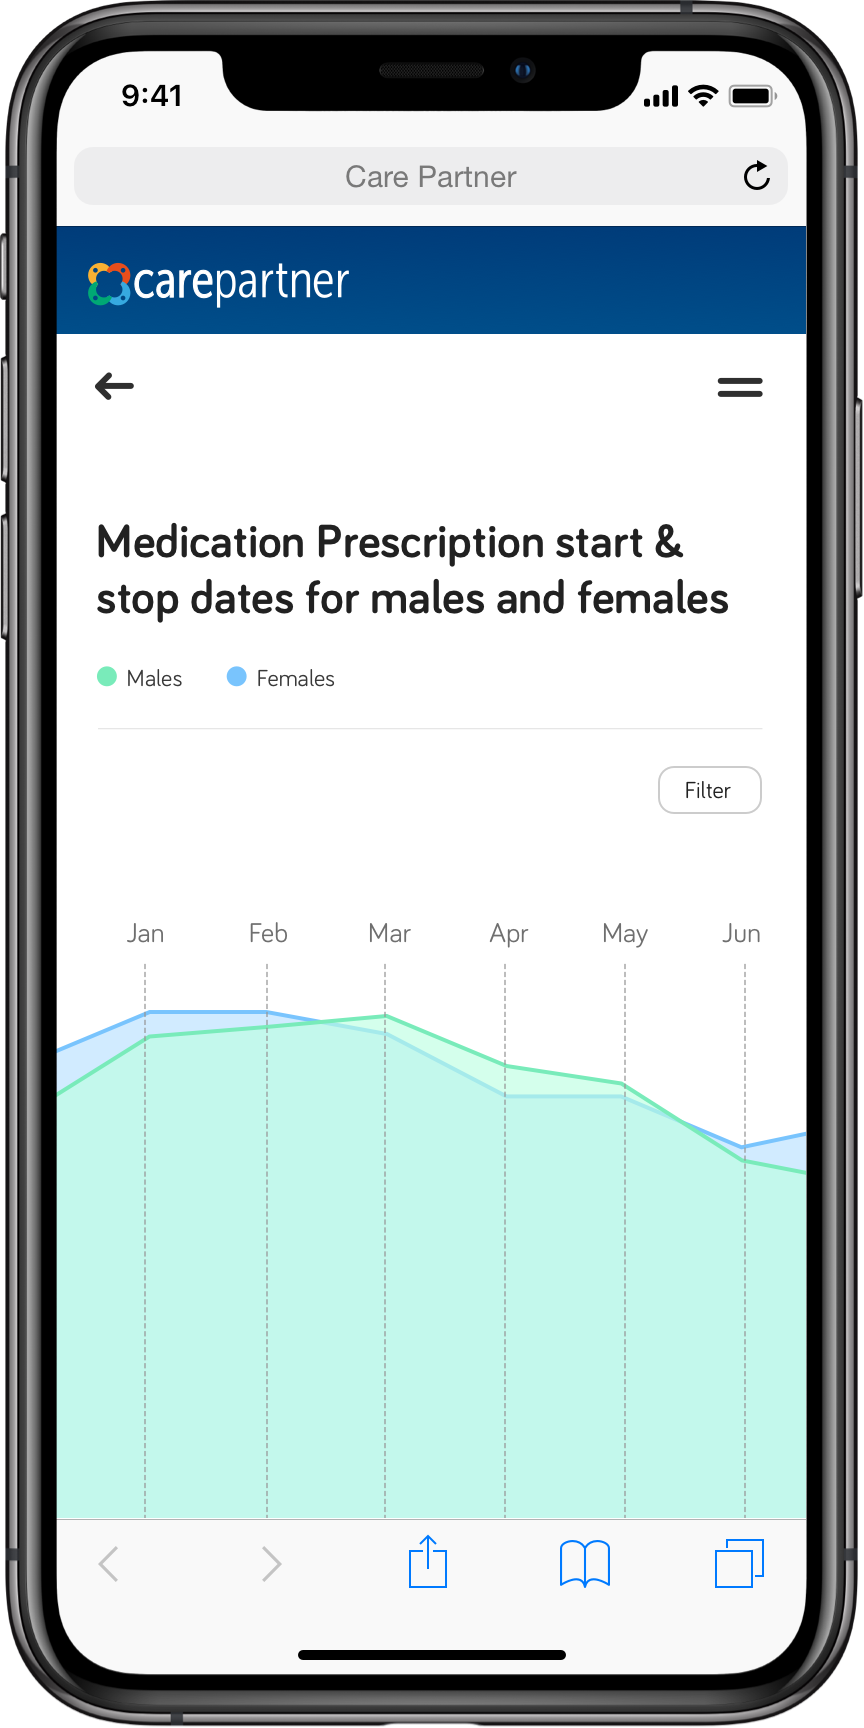 9:41
Care Partner
carepartner
Medication Prescription start &
stop dates for males and females
Males Females
Filter
Jan Feb Mar Apr May Jun